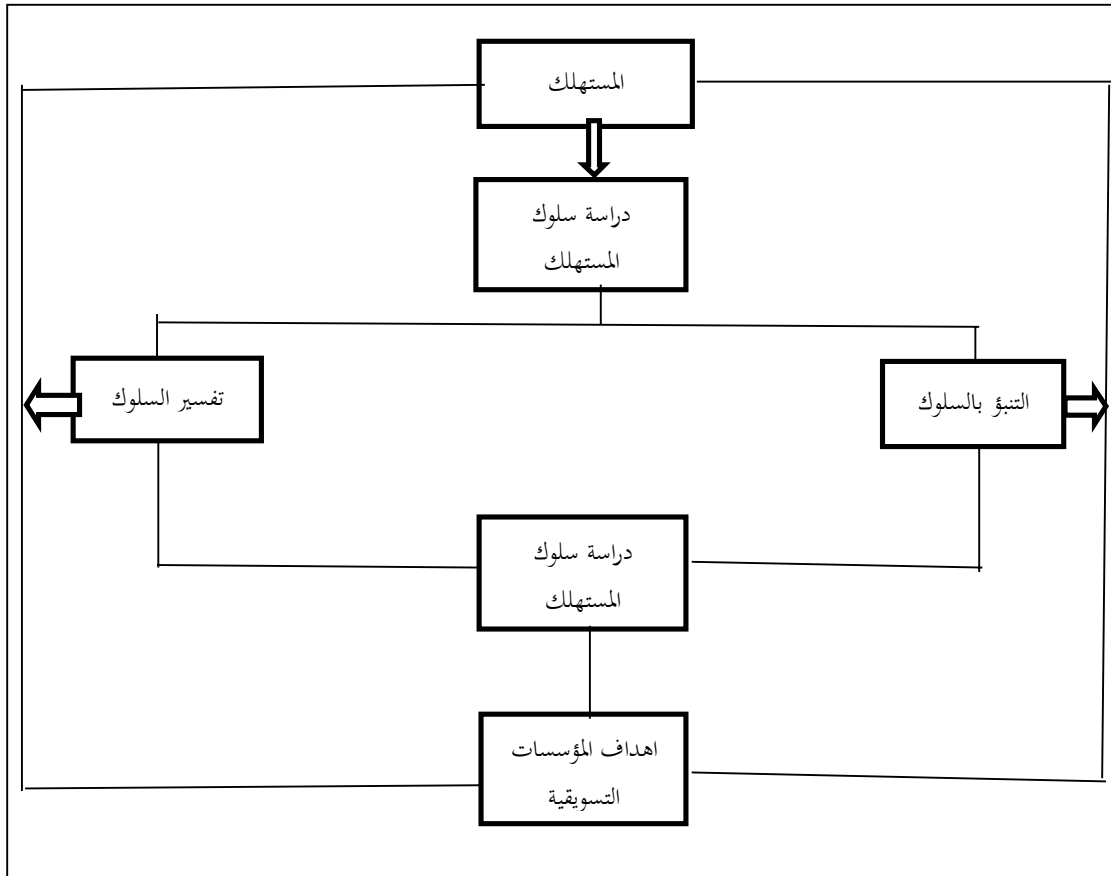 المستهلك
دراسة سلوك
المستهلك
التنبؤ بالسلوك
تفسير السلوك
دراسة سلوك
المستهلك
اهداف المؤسسات
التسويقية